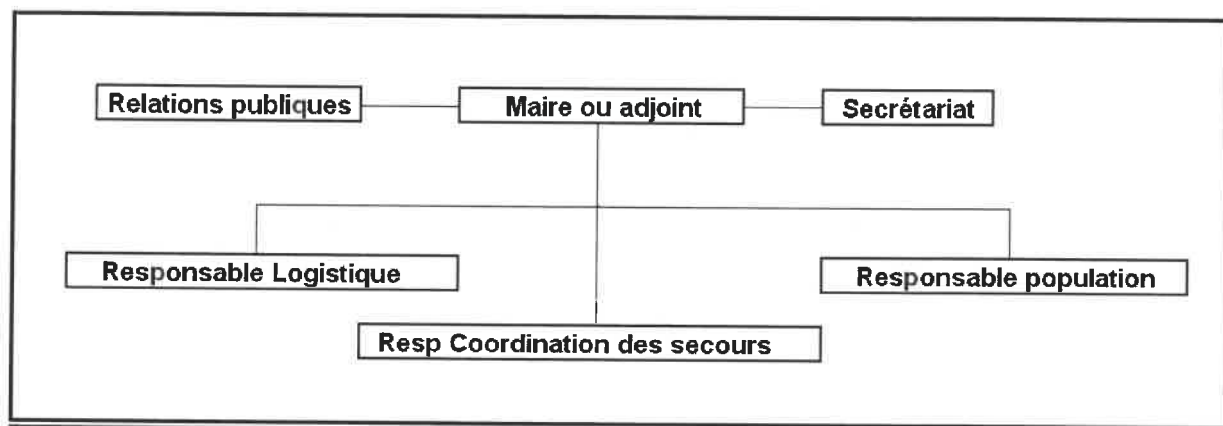 Relations publiques
Maire ou adjoint
Secrétariat
Responsable Logistique
Responsable population
Resp Coordination des secours